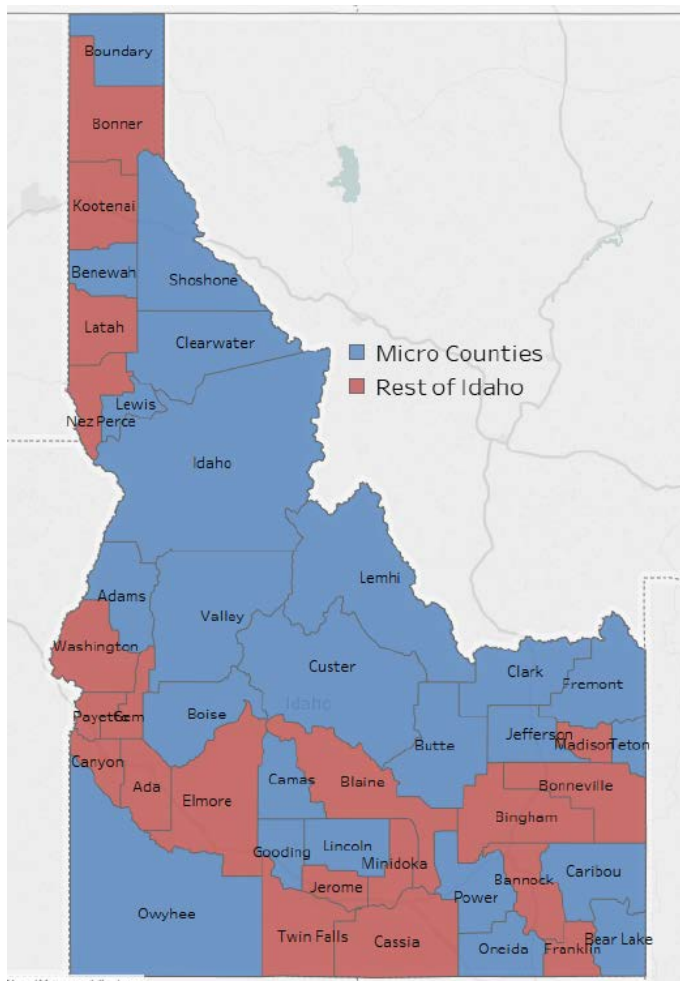 Boundary
Bonner
Kootenai
Benewah
Shoshone
Latah
Clearwater
Micro Counties
Rest of Idaho
Lewis
Nez Perce
Idaho
Lemhi
Adams
Valley
Washington
Custer
Clark
Fremont
Idaho
Boise
Payette
Gem
Butte
Jefferson
Madison
Teton
Canyon
Ada
Elmore
Camas
Blaine
Bonneville
Bingham
Gooding
Lincoln
Minidoka
Jerome
Bannock
Caribou
Power
Owyhee
Twin Falls
Cassia
Oneida
Franklin
Bear Lake